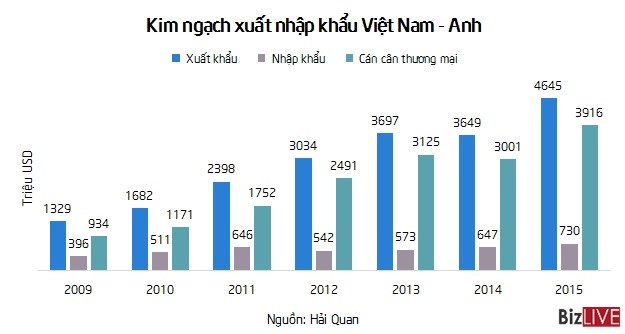 Kim ngạch xuất nhập khẩu Việt Nam - Anh
Xuất khẩu Nhập khẩu Cán cân thương mại
Triệu USD
1329 396 934
1682 511 1171
2398 646 1752
3034 542 2491
3697 573 3125
3649 647 3001
4645 730 3916
2009 2010 2011 2012 2013 2014 2015
Nguồn: Hải Quan
BizLIVE